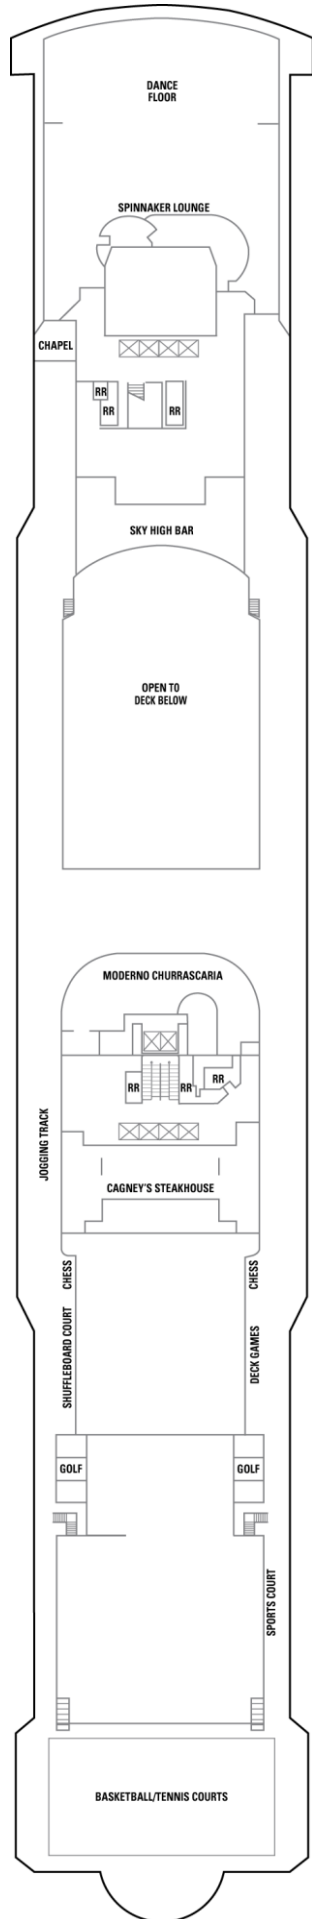 DANCE
FLOOR
SPINNAKER LOUNGE
CHAPEL
RR
RR
RR
SKY HIGH BAR
OPEN TO
DECK BELOW
MODERNO CHURRASCARIA
RR
RR
RR
JOGGING TRACK
CAGNEY'S STEAKHOUSE
CHESS
CHESS
SHUFFLEBOARD COURT
DECK GAMES
GOLF
GOLF
SPORTS COURT
BASKETBALL/TENNIS COURTS